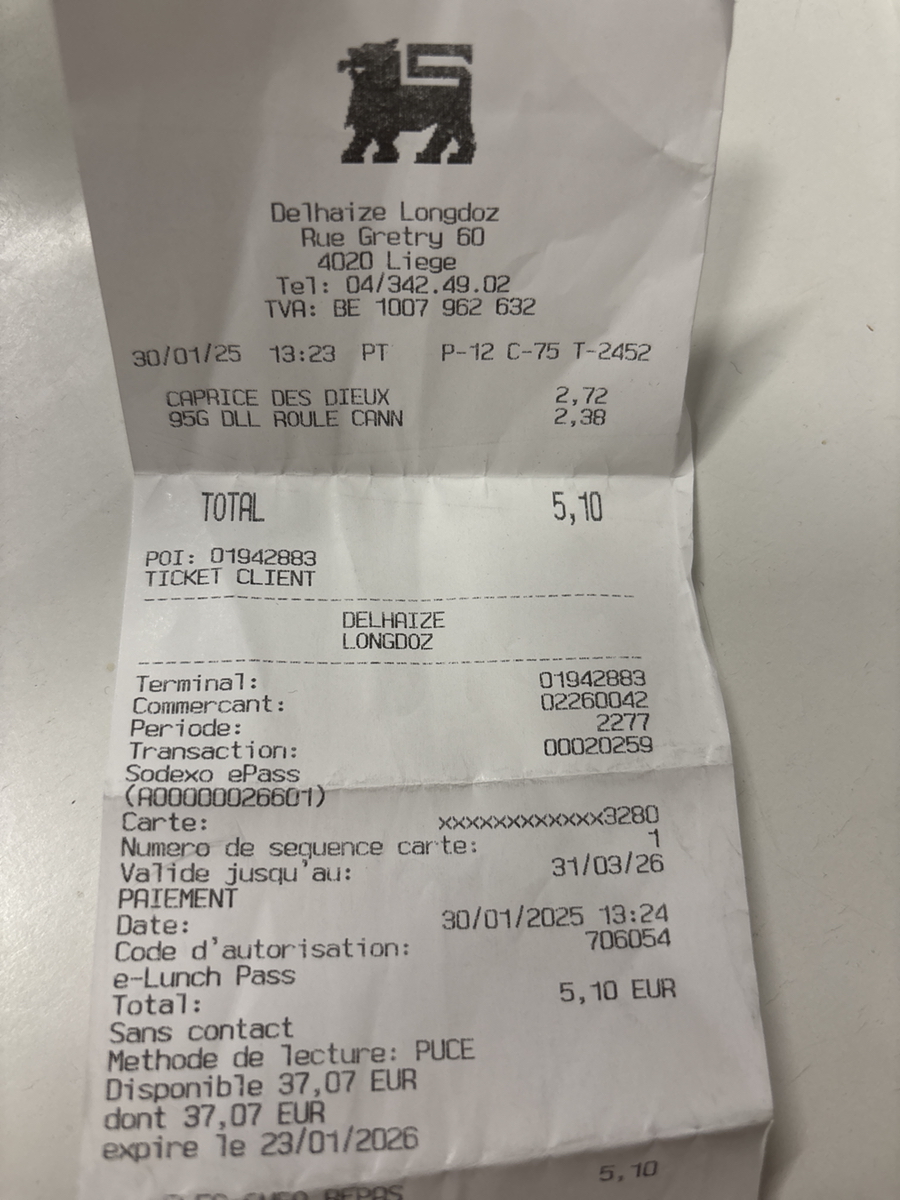 Delhaize Longdoz
Rue Gretry 60
4020 Liege
Tel: 04/342.49.02
TVA: BE 1007 962 632
30/01/25 13:23 PT P-12 C-75 T-2452
CAPRICE DES DIEUX 2,72
95G DLL ROULE CANN 2,38
TOTAL 5,10
POI: 01942883
TICKET CLIENT
DELHAIZE
LONGDOZ
Terminal: 01942883
Commercant: 02260042
Periode: 2277
Transaction: 00020259
Sodexo ePass
(A00000026601)
Carte: xxxxxxxxxxxx3280
Numero de sequence carte: 1
Valide jusqu'au: 31/03/26
PAIEMENT
Date: 30/01/2025 13:24
Code d'autorisation: 706054
e-Lunch Pass
Total: 5,10 EUR
Sans contact
Methode de lecture: PUCE
Disponible 37,07 EUR
dont 37,07 EUR
expire le 23/01/2026
REPAS 5,10